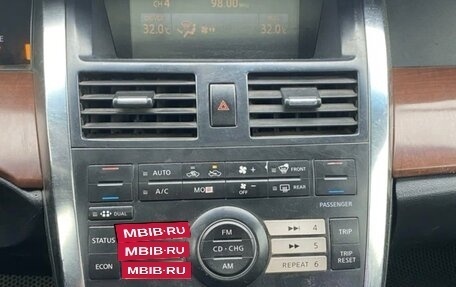 CH 4 98.00
32.0°C 32.0°C
AUTO + FRONT
A/C MO - OFF REAR
DUAL PASSENGER
STATUS MBIB-RU FM 4 TRIP
MBIB-RU CD·CHG 5
ECON MBIB-RU AM REPEAT 6 TRIP
RESET